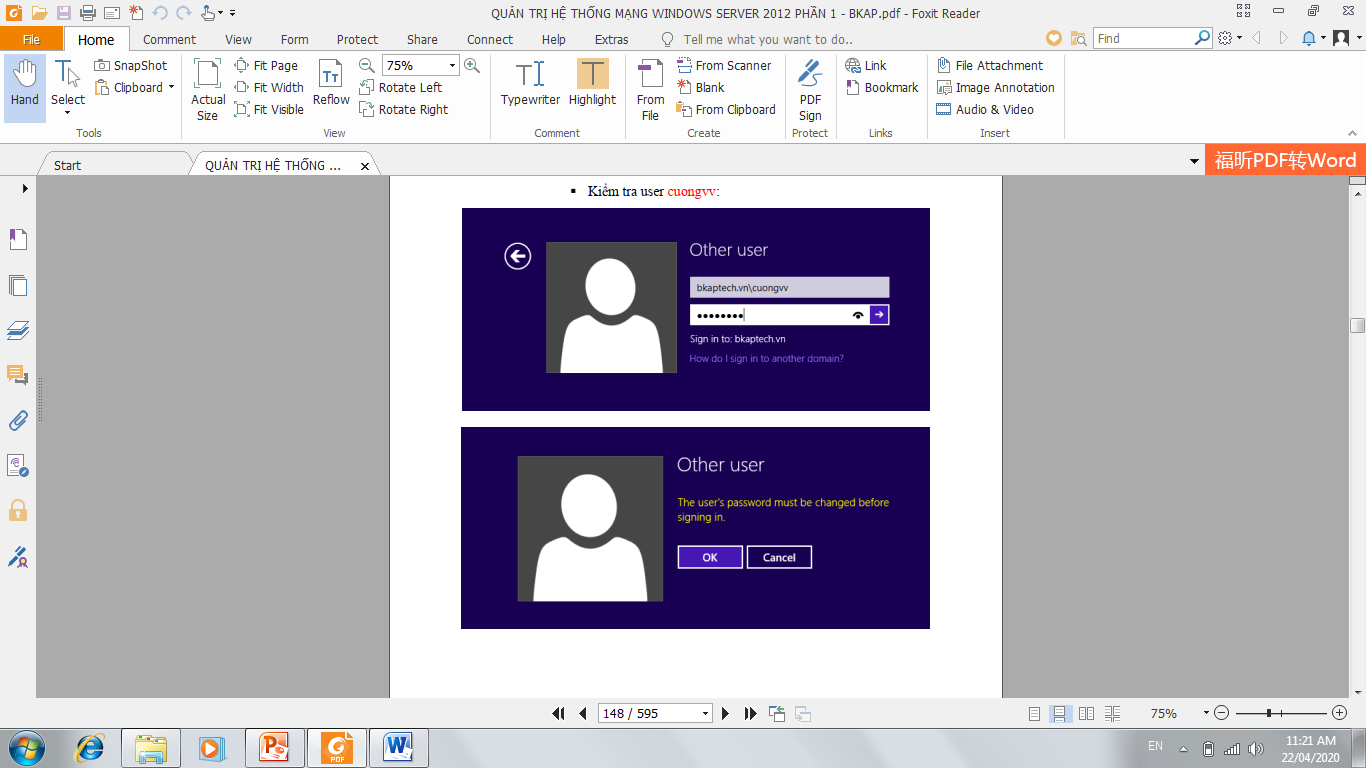 QUẢN TRỊ HỆ THỐNG MẠNG WINDOWS SERVER 2012 PHẦN 1 - BKAP.pdf - Foxit Reader
File Home Comment View Form Protect Share Connect Help Extras Tell me what you want to do.. Find
Hand
Select
SnapShot
Clipboard
Tools
Actual Size
Fit Page
Fit Width
Fit Visible
Reflow
75%
Rotate Left
Rotate Right
View
Typewriter
Highlight
Comment
From File
From Scanner
Blank
From Clipboard
Create
PDF Sign
Protect
Link
Bookmark
Links
File Attachment
Image Annotation
Audio & Video
Insert
Start
QUẢN TRỊ HỆ THỐNG ...
福昕PDF转Word
Kiểm tra user cuongvv:
Other user
bkaptech.vn\cuongvv
Sign in to: bkaptech.vn
How do I sign in to another domain?
Other user
The user's password must be changed before
signing in.
OK Cancel
148 / 595
75%
PDF
EN
11:21 AM
22/04/2020